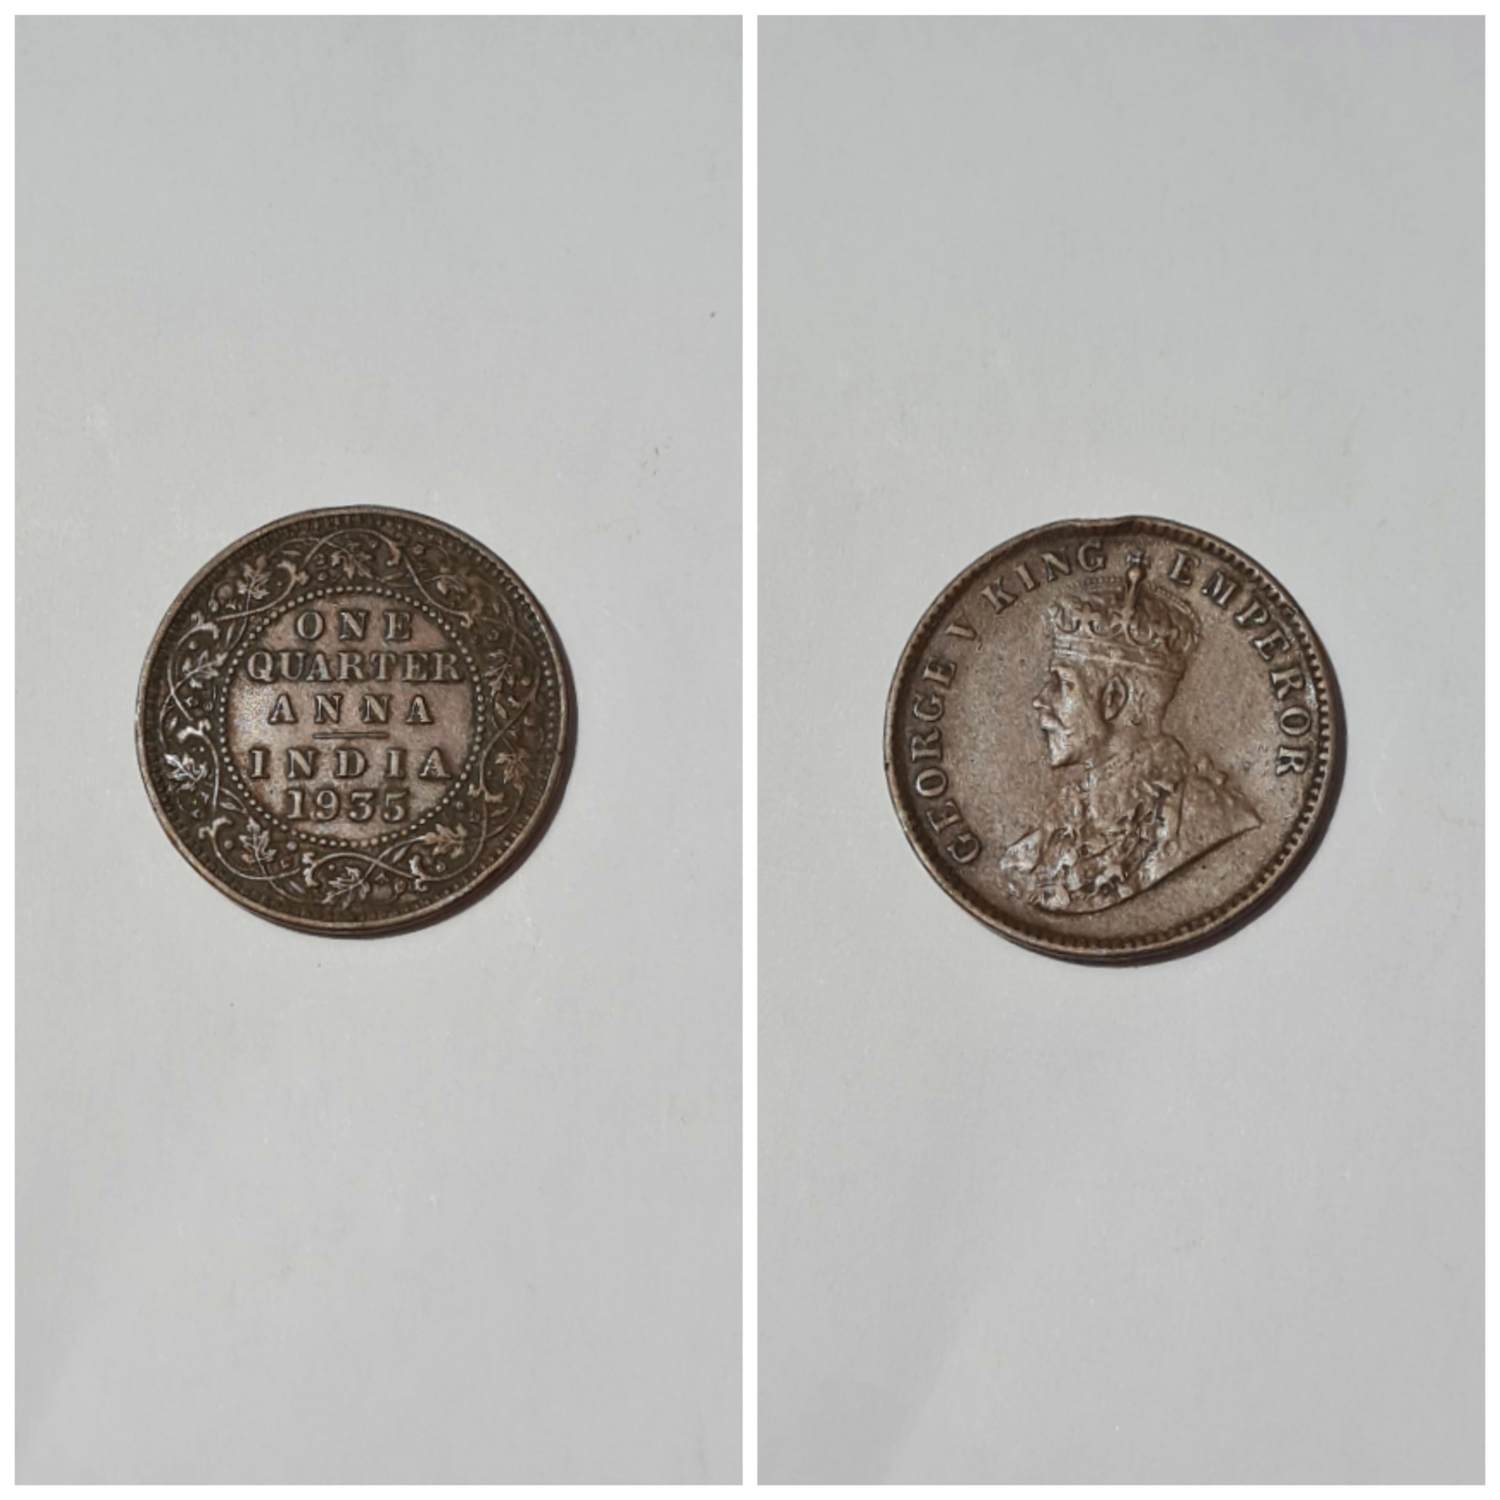 ONE
QUARTER
ANNA
INDIA
1935
GEORGE V KING EMPEROR